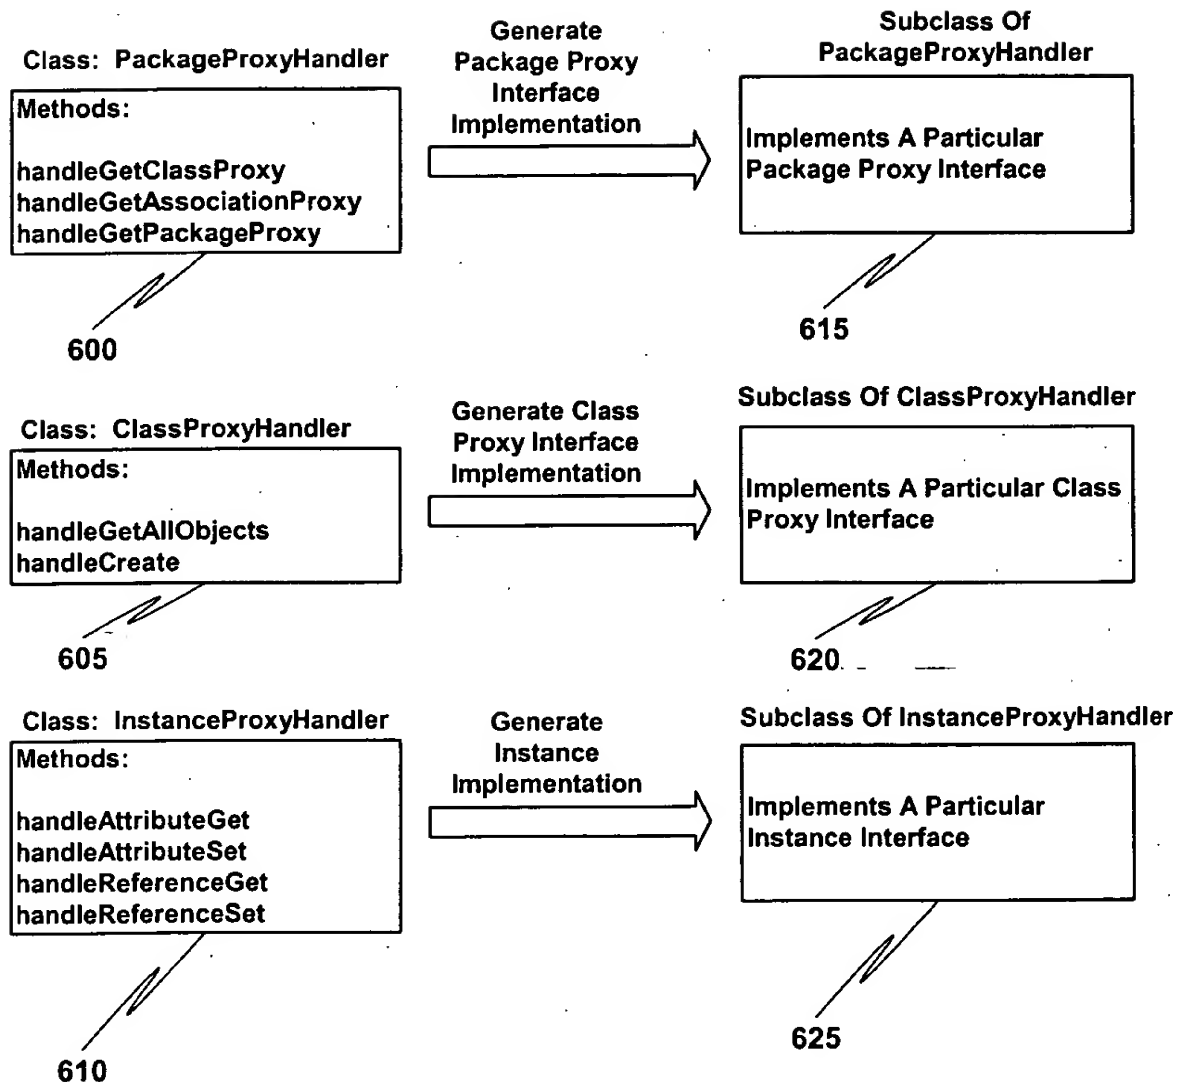 Class: PackageProxyHandler
Methods:
handleGetClassProxy
handleGetAssociationProxy
handleGetPackageProxy
600
Generate
Package Proxy
Interface
Implementation
Subclass Of
PackageProxyHandler
Implements A Particular
Package Proxy Interface
615
Class: ClassProxyHandler
Methods:
handleGetAllObjects
handleCreate
605
Generate Class
Proxy Interface
Implementation
Subclass Of ClassProxyHandler
Implements A Particular Class
Proxy Interface
620
Class: InstanceProxyHandler
Methods:
handleAttributeGet
handleAttributeSet
handleReferenceGet
handleReferenceSet
610
Generate
Instance
Implementation
Subclass Of InstanceProxyHandler
Implements A Particular
Instance Interface
625